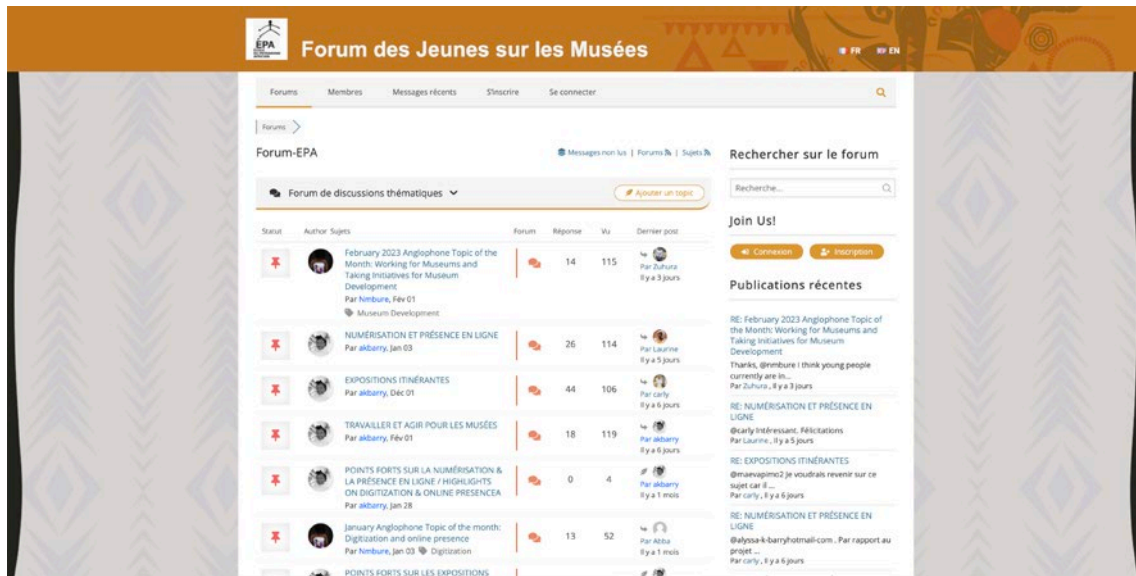 EPA
Forum des Jeunes sur les Musées
FR EN
Forums Membres Messages récents S'inscrire Se connecter
Forums
Forum-EPA
Messages non lus | Forums | Sujets
Forum de discussions thématiques
Ajouter un topic
Statut Author Sujets Forum Réponse Vu Dernier post
February 2023 Anglophone Topic of the
Month: Working for Museums and
Taking Initiatives for Museum
Development
Par Nmbure, Fév 01
Museum Development
14 115
Par Zuhura
Il y a 3 jours
NUMÉRISATION ET PRÉSENCE EN LIGNE
Par akbarry, Jan 03
26 114
Par Laurine
Il y a 5 jours
EXPOSITIONS ITINÉRANTES
Par akbarry, Déc 01
44 106
Par carly
Il y a 6 jours
TRAVAILLER ET AGIR POUR LES MUSÉES
Par akbarry, Fév 01
18 119
Par akbarry
Il y a 6 jours
POINTS FORTS SUR LA NUMÉRISATION &
LA PRÉSENCE EN LIGNE / HIGHLIGHTS
ON DIGITIZATION & ONLINE PRESENCEA
Par akbarry, Jan 28
0 4
Par akbarry
Il y a 1 mois
January Anglophone Topic of the month:
Digitization and online presence
Par Nmbure, Jan 03 Digitization
13 52
Par Abba
Il y a 1 mois
POINTS FORTS SUR LES EXPOSITIONS
Rechercher sur le forum
Recherche...
Join Us!
Connexion Inscription
Publications récentes
RE: February 2023 Anglophone Topic of
the Month: Working for Museums and
Taking Initiatives for Museum
Development
Thanks, @nmbure I think young people
currently are in...
Par Zuhura , Il y a 3 jours
RE: NUMÉRISATION ET PRÉSENCE EN
LIGNE
@carly Intéressant. Félicitations
Par Laurine , Il y a 5 jours
RE: EXPOSITIONS ITINÉRANTES
@maevapimo2 Je voudrais revenir sur ce
sujet car il ...
Par carly , Il y a 6 jours
RE: NUMÉRISATION ET PRÉSENCE EN
LIGNE
@alyssa-k-barryhotmail-com . Par rapport au
projet ...
Par carly , Il y a 6 jours